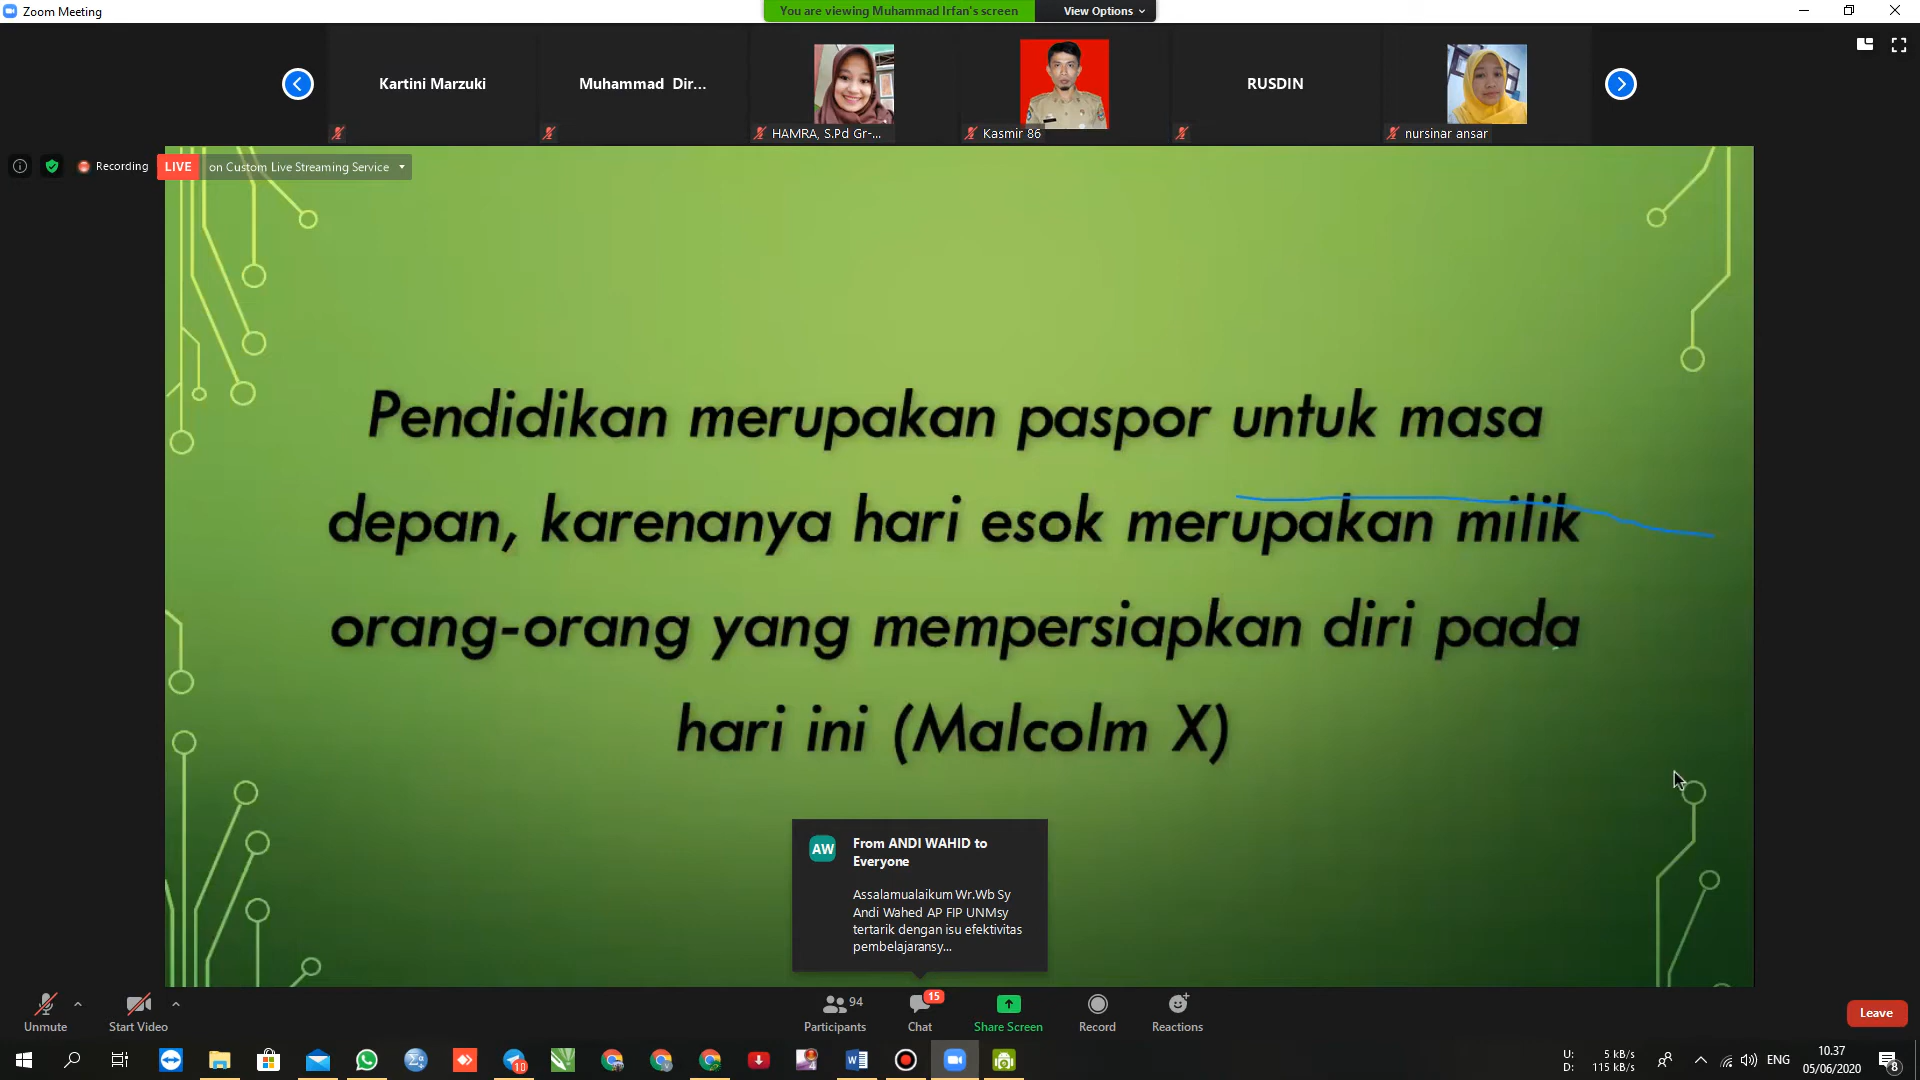 Zoom Meeting
You are viewing Muhammad Irfan's screen
View Options
Kartini Marzuki
Muhammad Dir...
HAMRA, S.Pd Gr-...
Kasmir 86
RUSDIN
nursinar ansar
Recording
LIVE
on Custom Live Streaming Service
Pendidikan merupakan paspor untuk masa
depan, karenanya hari esok merupakan milik
orang-orang yang mempersiapkan diri pada
hari ini (Malcolm X)
AW
From ANDI WAHID to
Everyone
Assalamualaikum Wr.Wb Sy
Andi Wahed AP FIP UNMsy
tertarik dengan isu efektivitas
pembelajaransy...
Unmute
Start Video
94
Participants
15
Chat
Share Screen
Record
Reactions
Leave
U: 5 kB/s
D: 115 kB/s
ENG
10.37
05/06/2020
8